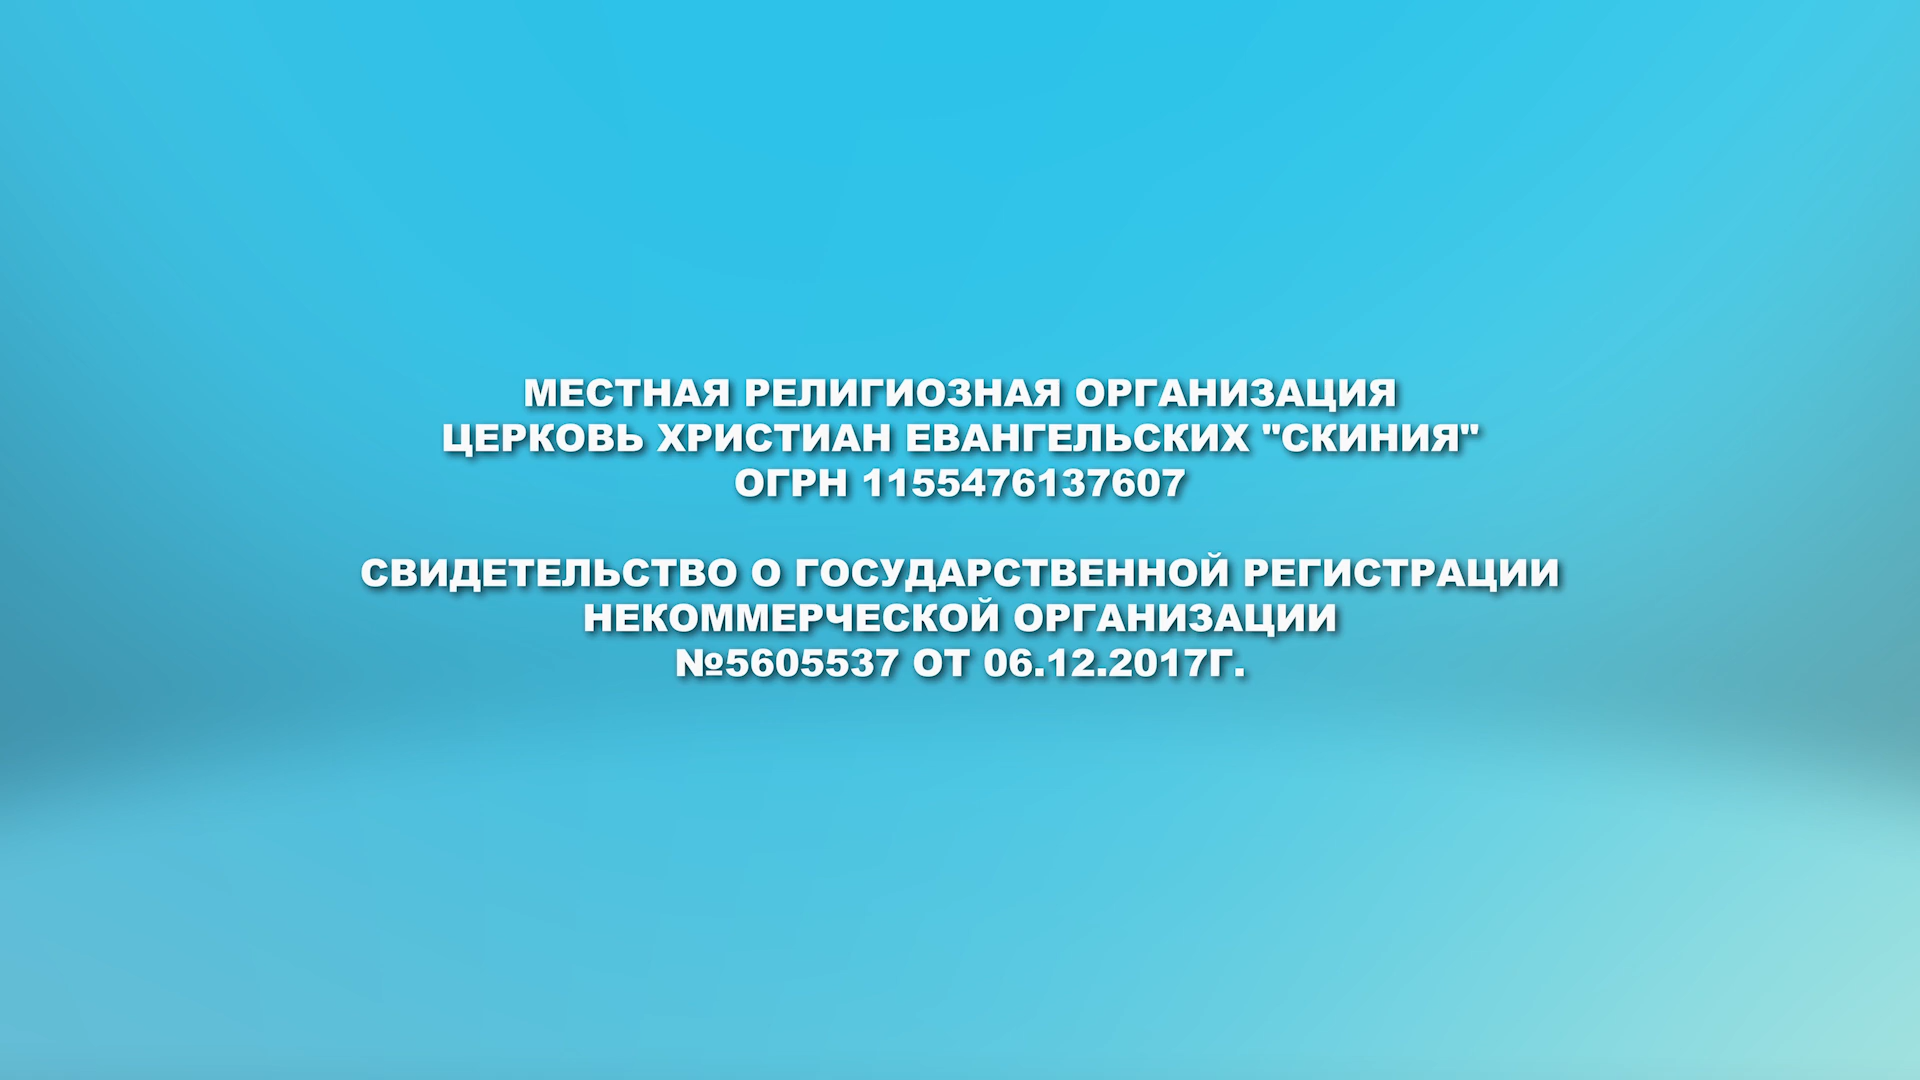 МЕСТНАЯ РЕЛИГИОЗНАЯ ОРГАНИЗАЦИЯ
ЦЕРКОВЬ ХРИСТИАН ЕВАНГЕЛЬСКИХ "СКИНИЯ"
ОГРН 1155476137607
СВИДЕТЕЛЬСТВО О ГОСУДАРСТВЕННОЙ РЕГИСТРАЦИИ
НЕКОММЕРЧЕСКОЙ ОРГАНИЗАЦИИ
№5605537 ОТ 06.12.2017Г.